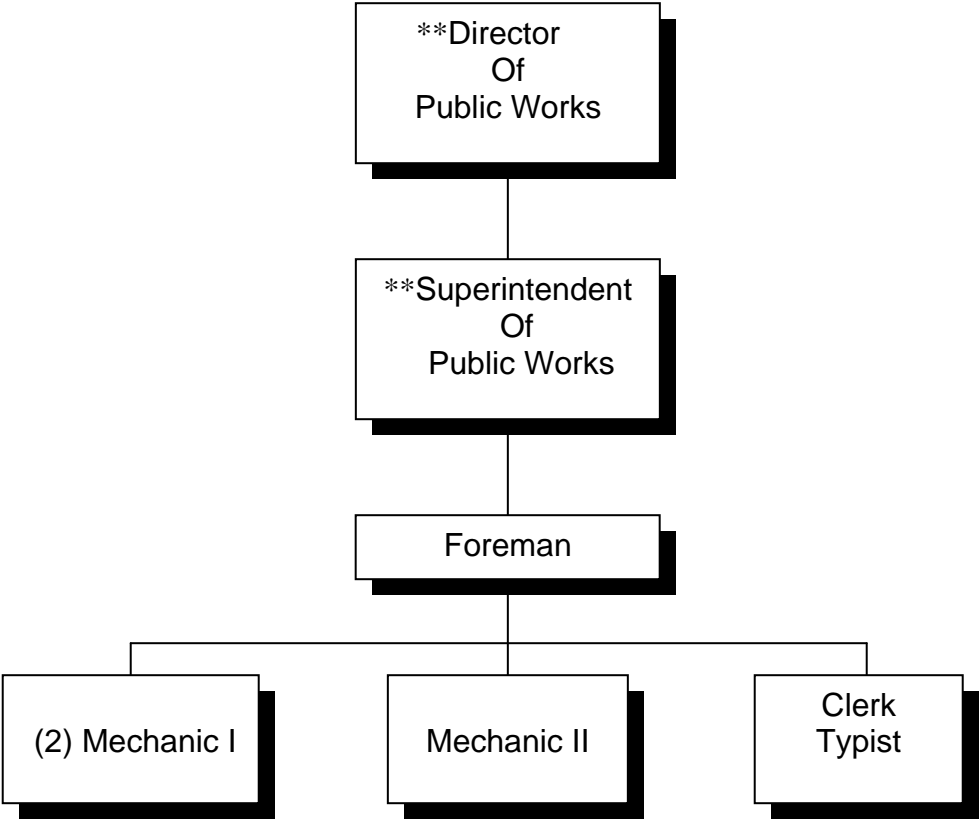 **Director
Of
Public Works
**Superintendent
Of
Public Works
Foreman
(2) Mechanic I
Mechanic II
Clerk
Typist